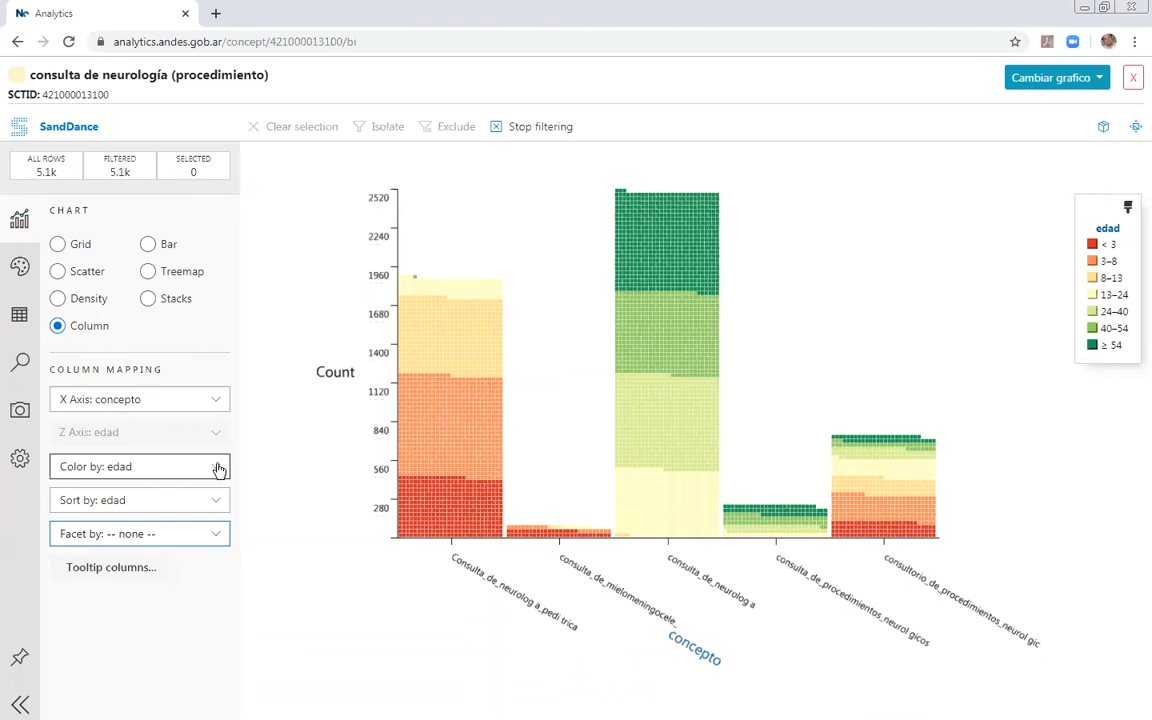 Analytics
analytics.andes.gob.ar/concept/421000013100/bi
consulta de neurología (procedimiento)
SCTID: 421000013100
Cambiar grafico
X
SandDance
Clear selection
Isolate
Exclude
Stop filtering
ALL ROWS
5.1k
FILTERED
5.1k
SELECTED
0
CHART
Grid
Bar
Scatter
Treemap
Density
Stacks
Column
COLUMN MAPPING
X Axis: concepto
Z Axis: edad
Color by: edad
Sort by: edad
Facet by: -- none --
Tooltip columns...
2520
2240
1960
1680
1400
1120
840
560
280
Count
Consulta_de_neurolog a_pedi trica
consulta_de_mielomeningocele_
consulta_de_neurolog a
consulta_de_procedimientos_neurol gicos
consultorio_de_procedimientos_neurol gic
concepto
edad
< 3
3–8
8–13
13–24
24–40
40–54
≥ 54